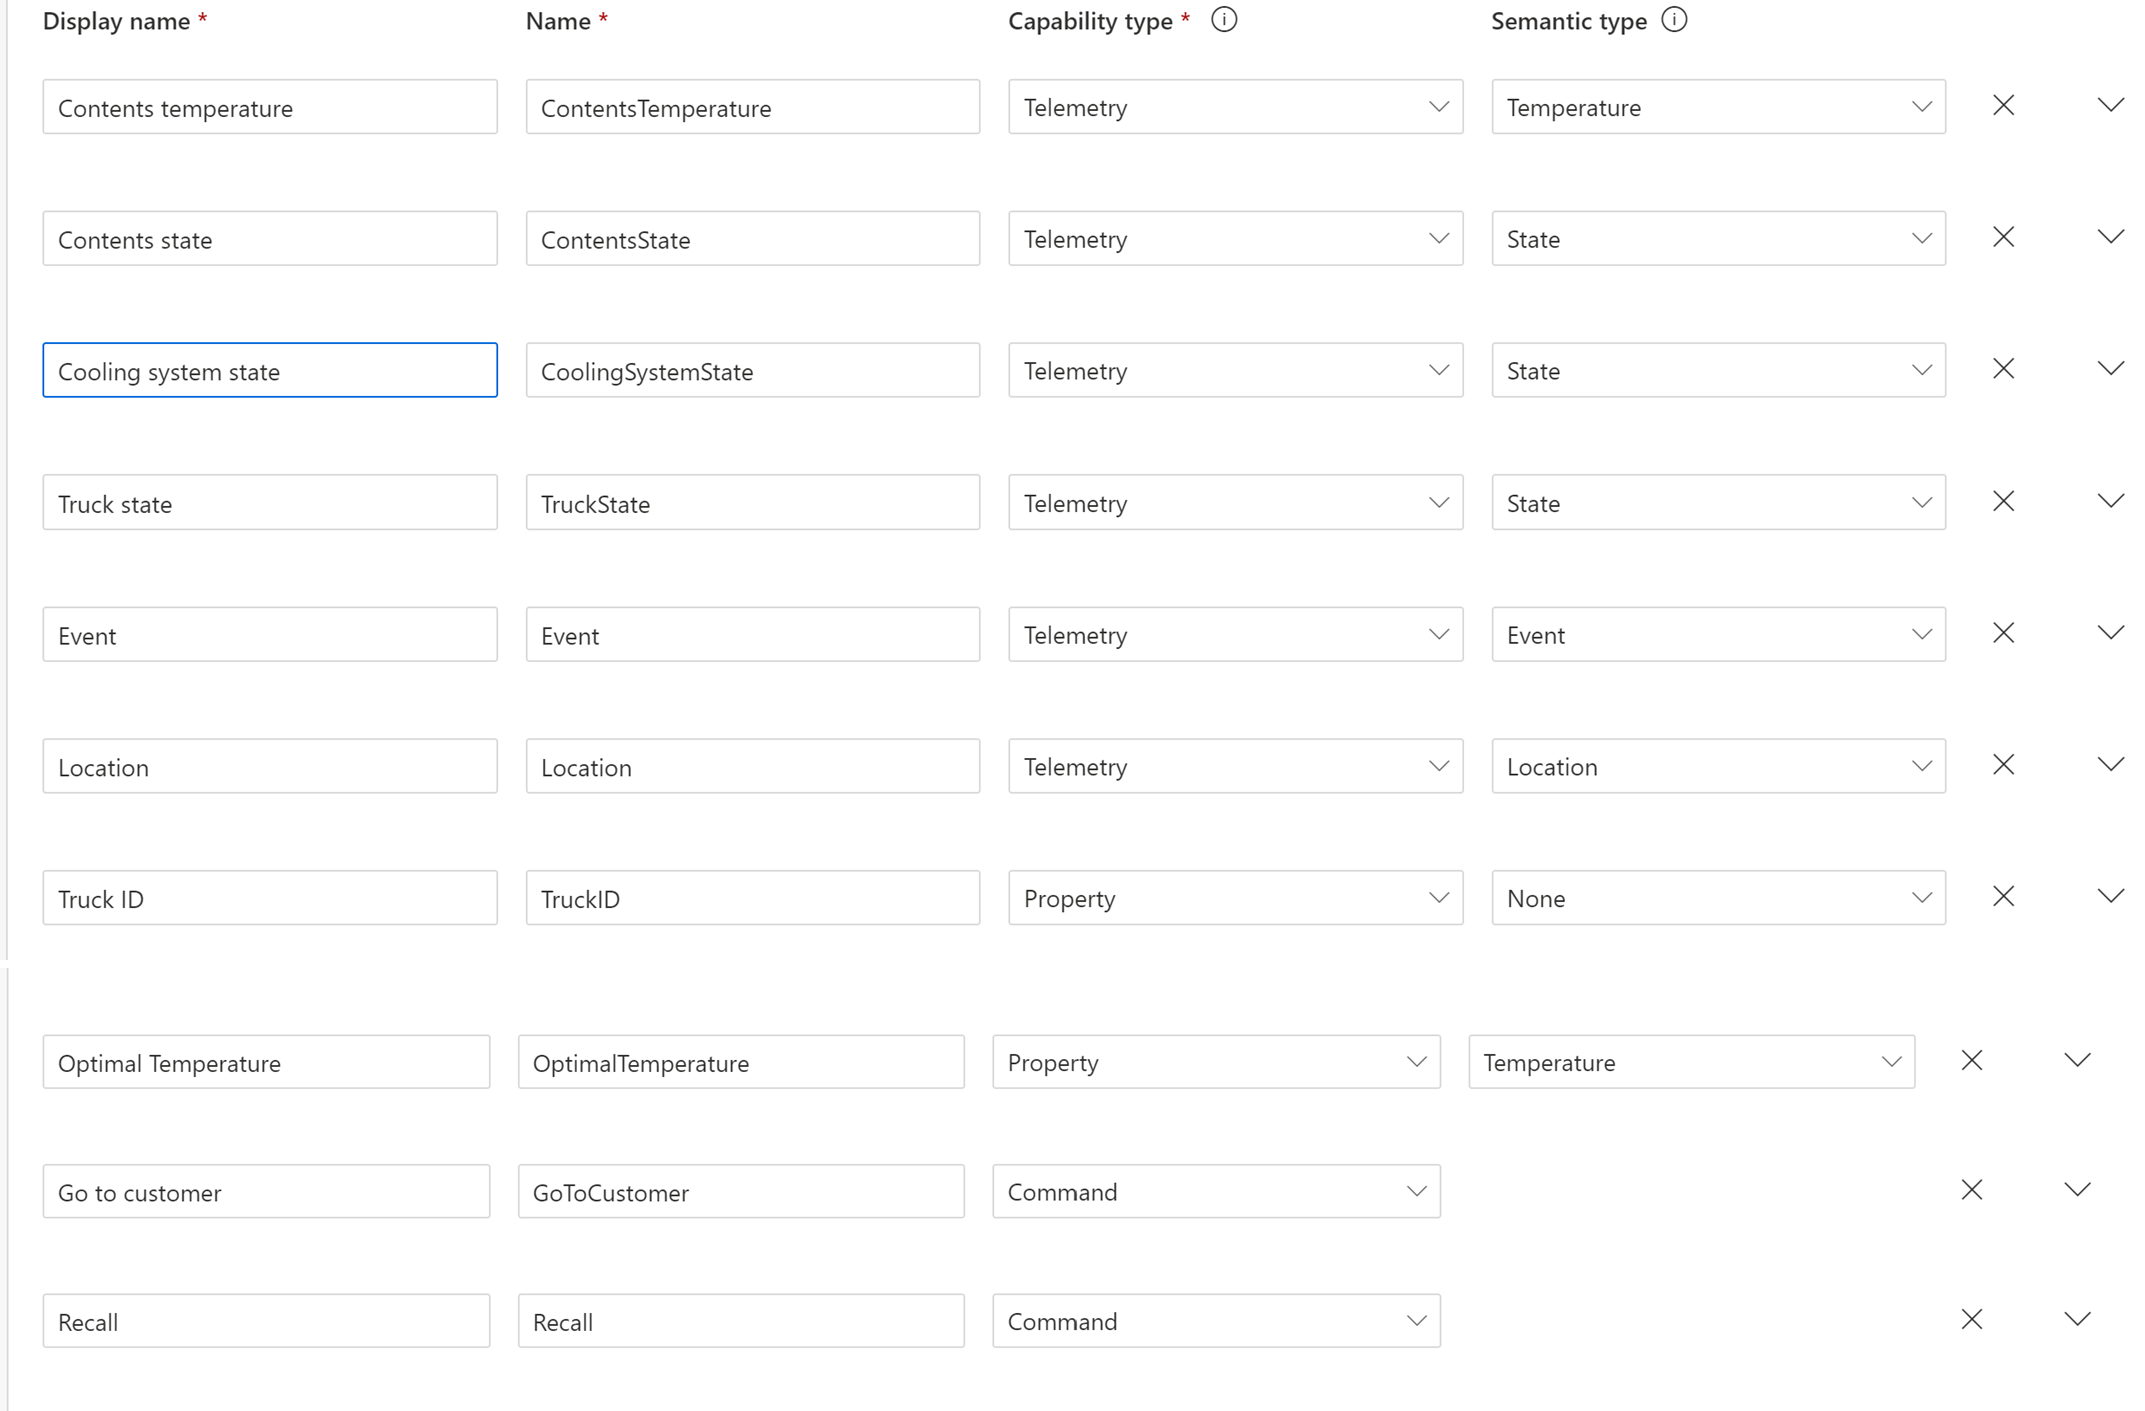 Display name * Name * Capability type * Semantic type
Contents temperature ContentsTemperature Telemetry Temperature
Contents state ContentsState Telemetry State
Cooling system state CoolingSystemState Telemetry State
Truck state TruckState Telemetry State
Event Event Telemetry Event
Location Location Telemetry Location
Truck ID TruckID Property None
Optimal Temperature OptimalTemperature Property Temperature
Go to customer GoToCustomer Command
Recall Recall Command